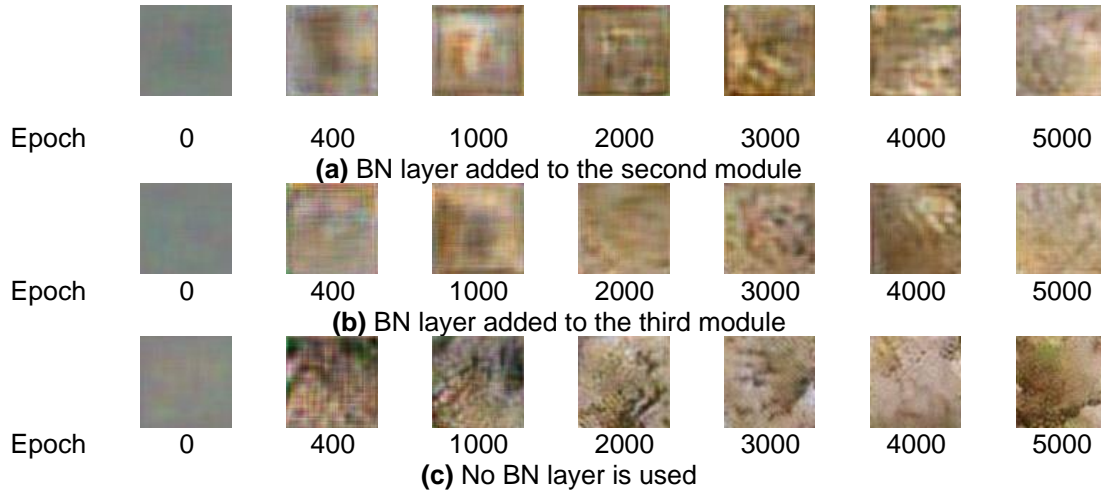 Epoch 0 400 1000 2000 3000 4000 5000
(a) BN layer added to the second module
Epoch 0 400 1000 2000 3000 4000 5000
(b) BN layer added to the third module
Epoch 0 400 1000 2000 3000 4000 5000
(c) No BN layer is used